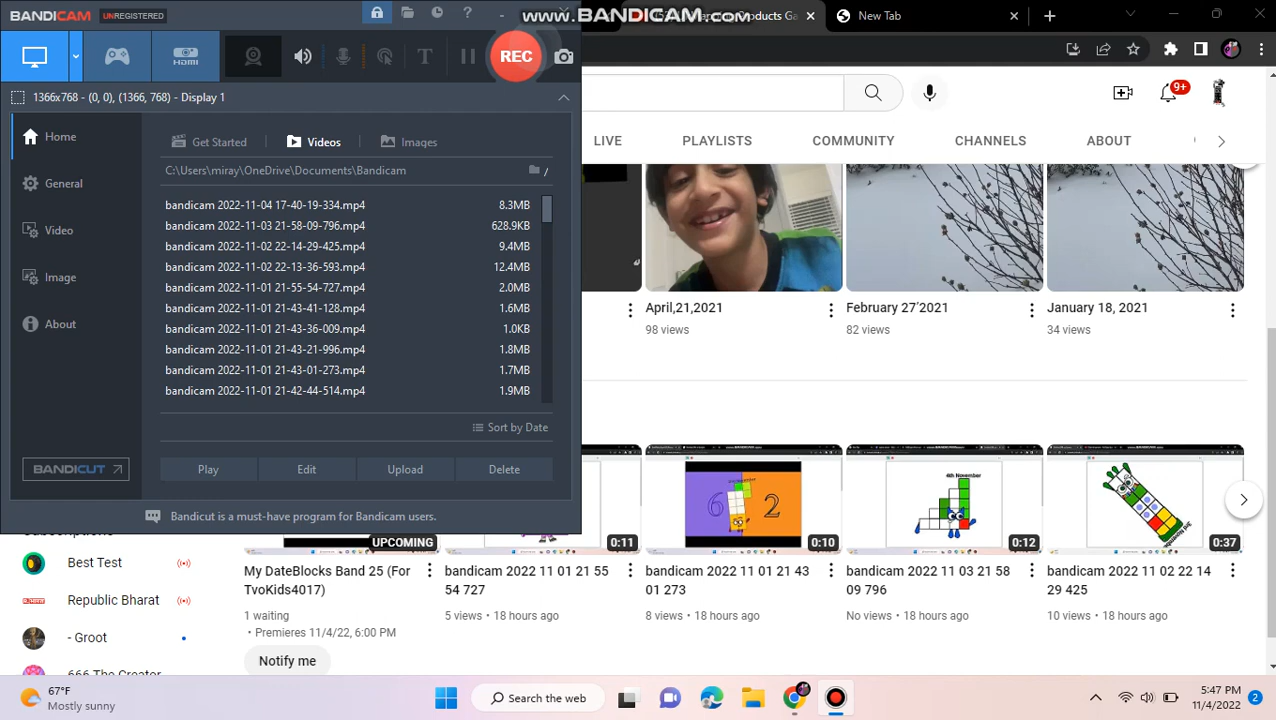 BANDICAM UNREGISTERED
www.BANDICAM.com
Products Ga
New Tab
HDMI
REC
1366x768 - (0, 0), (1366, 768) - Display 1
Home
General
Video
Image
About
Get Started
Videos
Images
C:\Users\miray\OneDrive\Documents\Bandicam
bandicam 2022-11-04 17-40-19-334.mp4 8.3MB
bandicam 2022-11-03 21-58-09-796.mp4 628.9KB
bandicam 2022-11-02 22-14-29-425.mp4 9.4MB
bandicam 2022-11-02 22-13-36-593.mp4 12.4MB
bandicam 2022-11-01 21-55-54-727.mp4 2.0MB
bandicam 2022-11-01 21-43-41-128.mp4 1.6MB
bandicam 2022-11-01 21-43-36-009.mp4 1.0KB
bandicam 2022-11-01 21-43-21-996.mp4 1.8MB
bandicam 2022-11-01 21-43-01-273.mp4 1.7MB
bandicam 2022-11-01 21-42-44-514.mp4 1.9MB
Sort by Date
BANDICUT
Play
Edit
Upload
Delete
Bandicut is a must-have program for Bandicam users.
9+
LIVE
PLAYLISTS
COMMUNITY
CHANNELS
ABOUT
April,21,2021
98 views
February 27'2021
82 views
January 18, 2021
34 views
6 2
4th November
UPCOMING
0:11
0:10
0:12
0:37
My DateBlocks Band 25 (For
TvoKids4017)
1 waiting
• Premieres 11/4/22, 6:00 PM
Notify me
bandicam 2022 11 01 21 55
54 727
5 views • 18 hours ago
bandicam 2022 11 01 21 43
01 273
8 views • 18 hours ago
bandicam 2022 11 03 21 58
09 796
No views • 18 hours ago
bandicam 2022 11 02 22 14
29 425
10 views • 18 hours ago
Best Test
Republic Bharat
- Groot
666 The Creator
67°F
Mostly sunny
Search the web
5:47 PM
11/4/2022
2